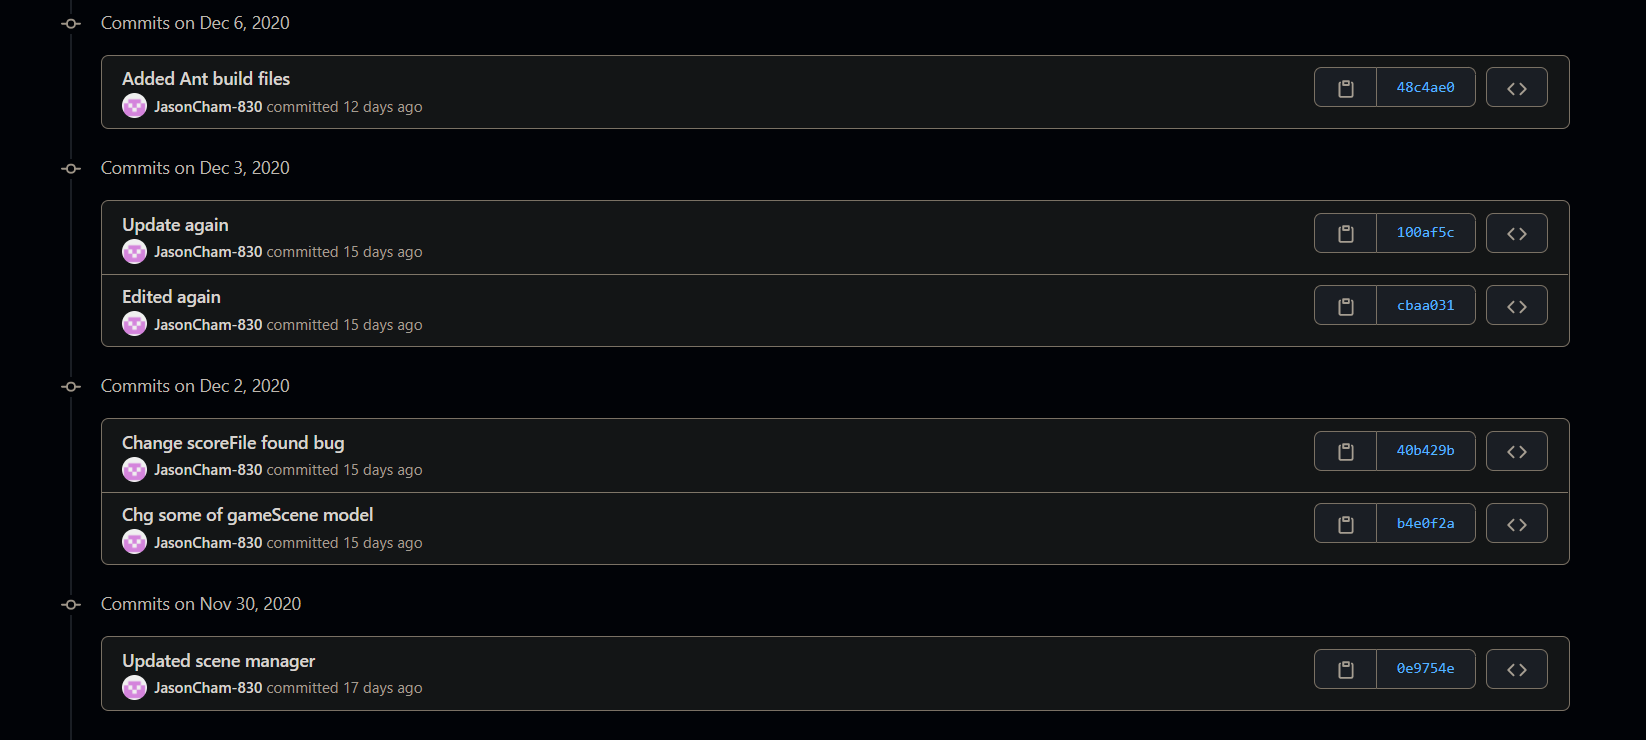 Commits on Dec 6, 2020
Added Ant build files
JasonCham-830 committed 12 days ago
48c4ae0
Commits on Dec 3, 2020
Update again
JasonCham-830 committed 15 days ago
100af5c
Edited again
JasonCham-830 committed 15 days ago
cbaa031
Commits on Dec 2, 2020
Change scoreFile found bug
JasonCham-830 committed 15 days ago
40b429b
Chg some of gameScene model
JasonCham-830 committed 15 days ago
b4e0f2a
Commits on Nov 30, 2020
Updated scene manager
JasonCham-830 committed 17 days ago
0e9754e